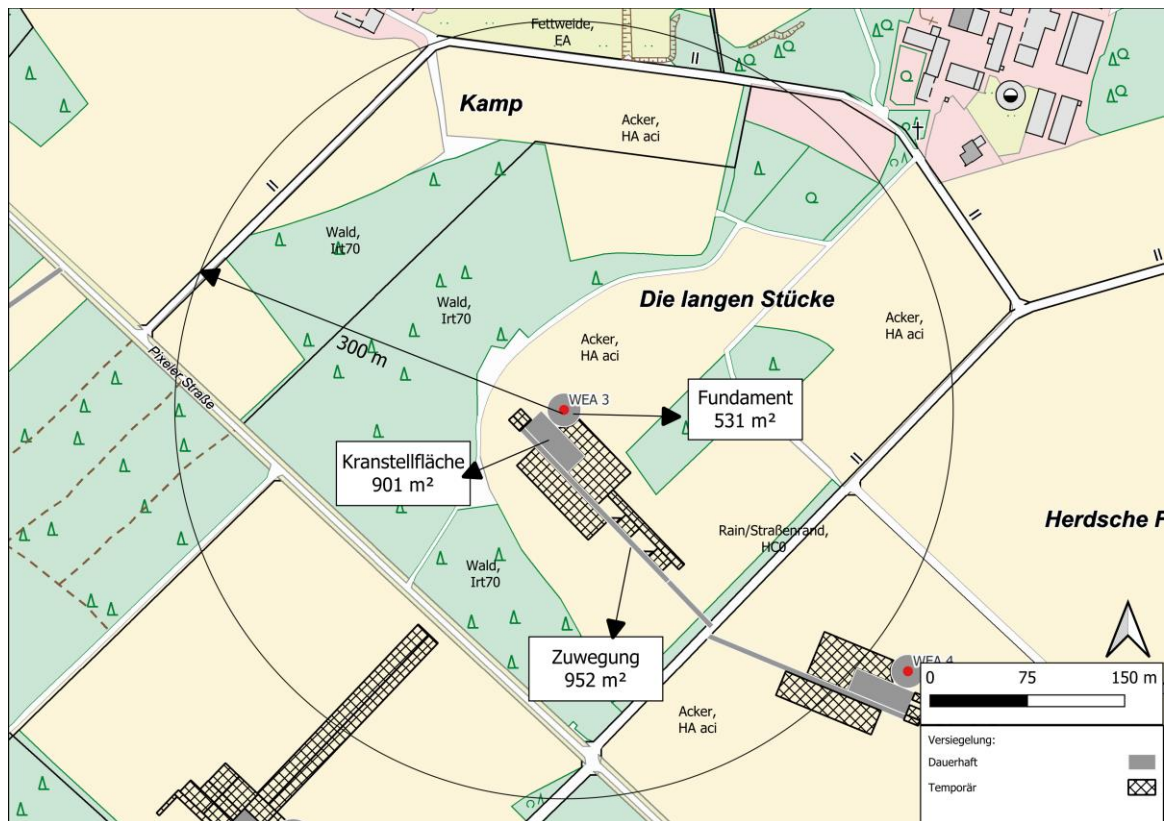 Fettweide,
EA
Kamp
Acker,
HA aci
Wald,
Irt70
Wald,
Irt70
Die langen Stücke
Acker,
HA aci
Acker,
HA aci
300 m
Pixeler Straße
WEA 3
Fundament
531 m²
Kranstellfläche
901 m²
Rain/Straßenrand,
HC0
Herdsche F
Wald,
Irt70
Zuwegung
952 m²
WEA 4
Acker,
HA aci
0 75 150 m
Versiegelung:
Dauerhaft
Temporär